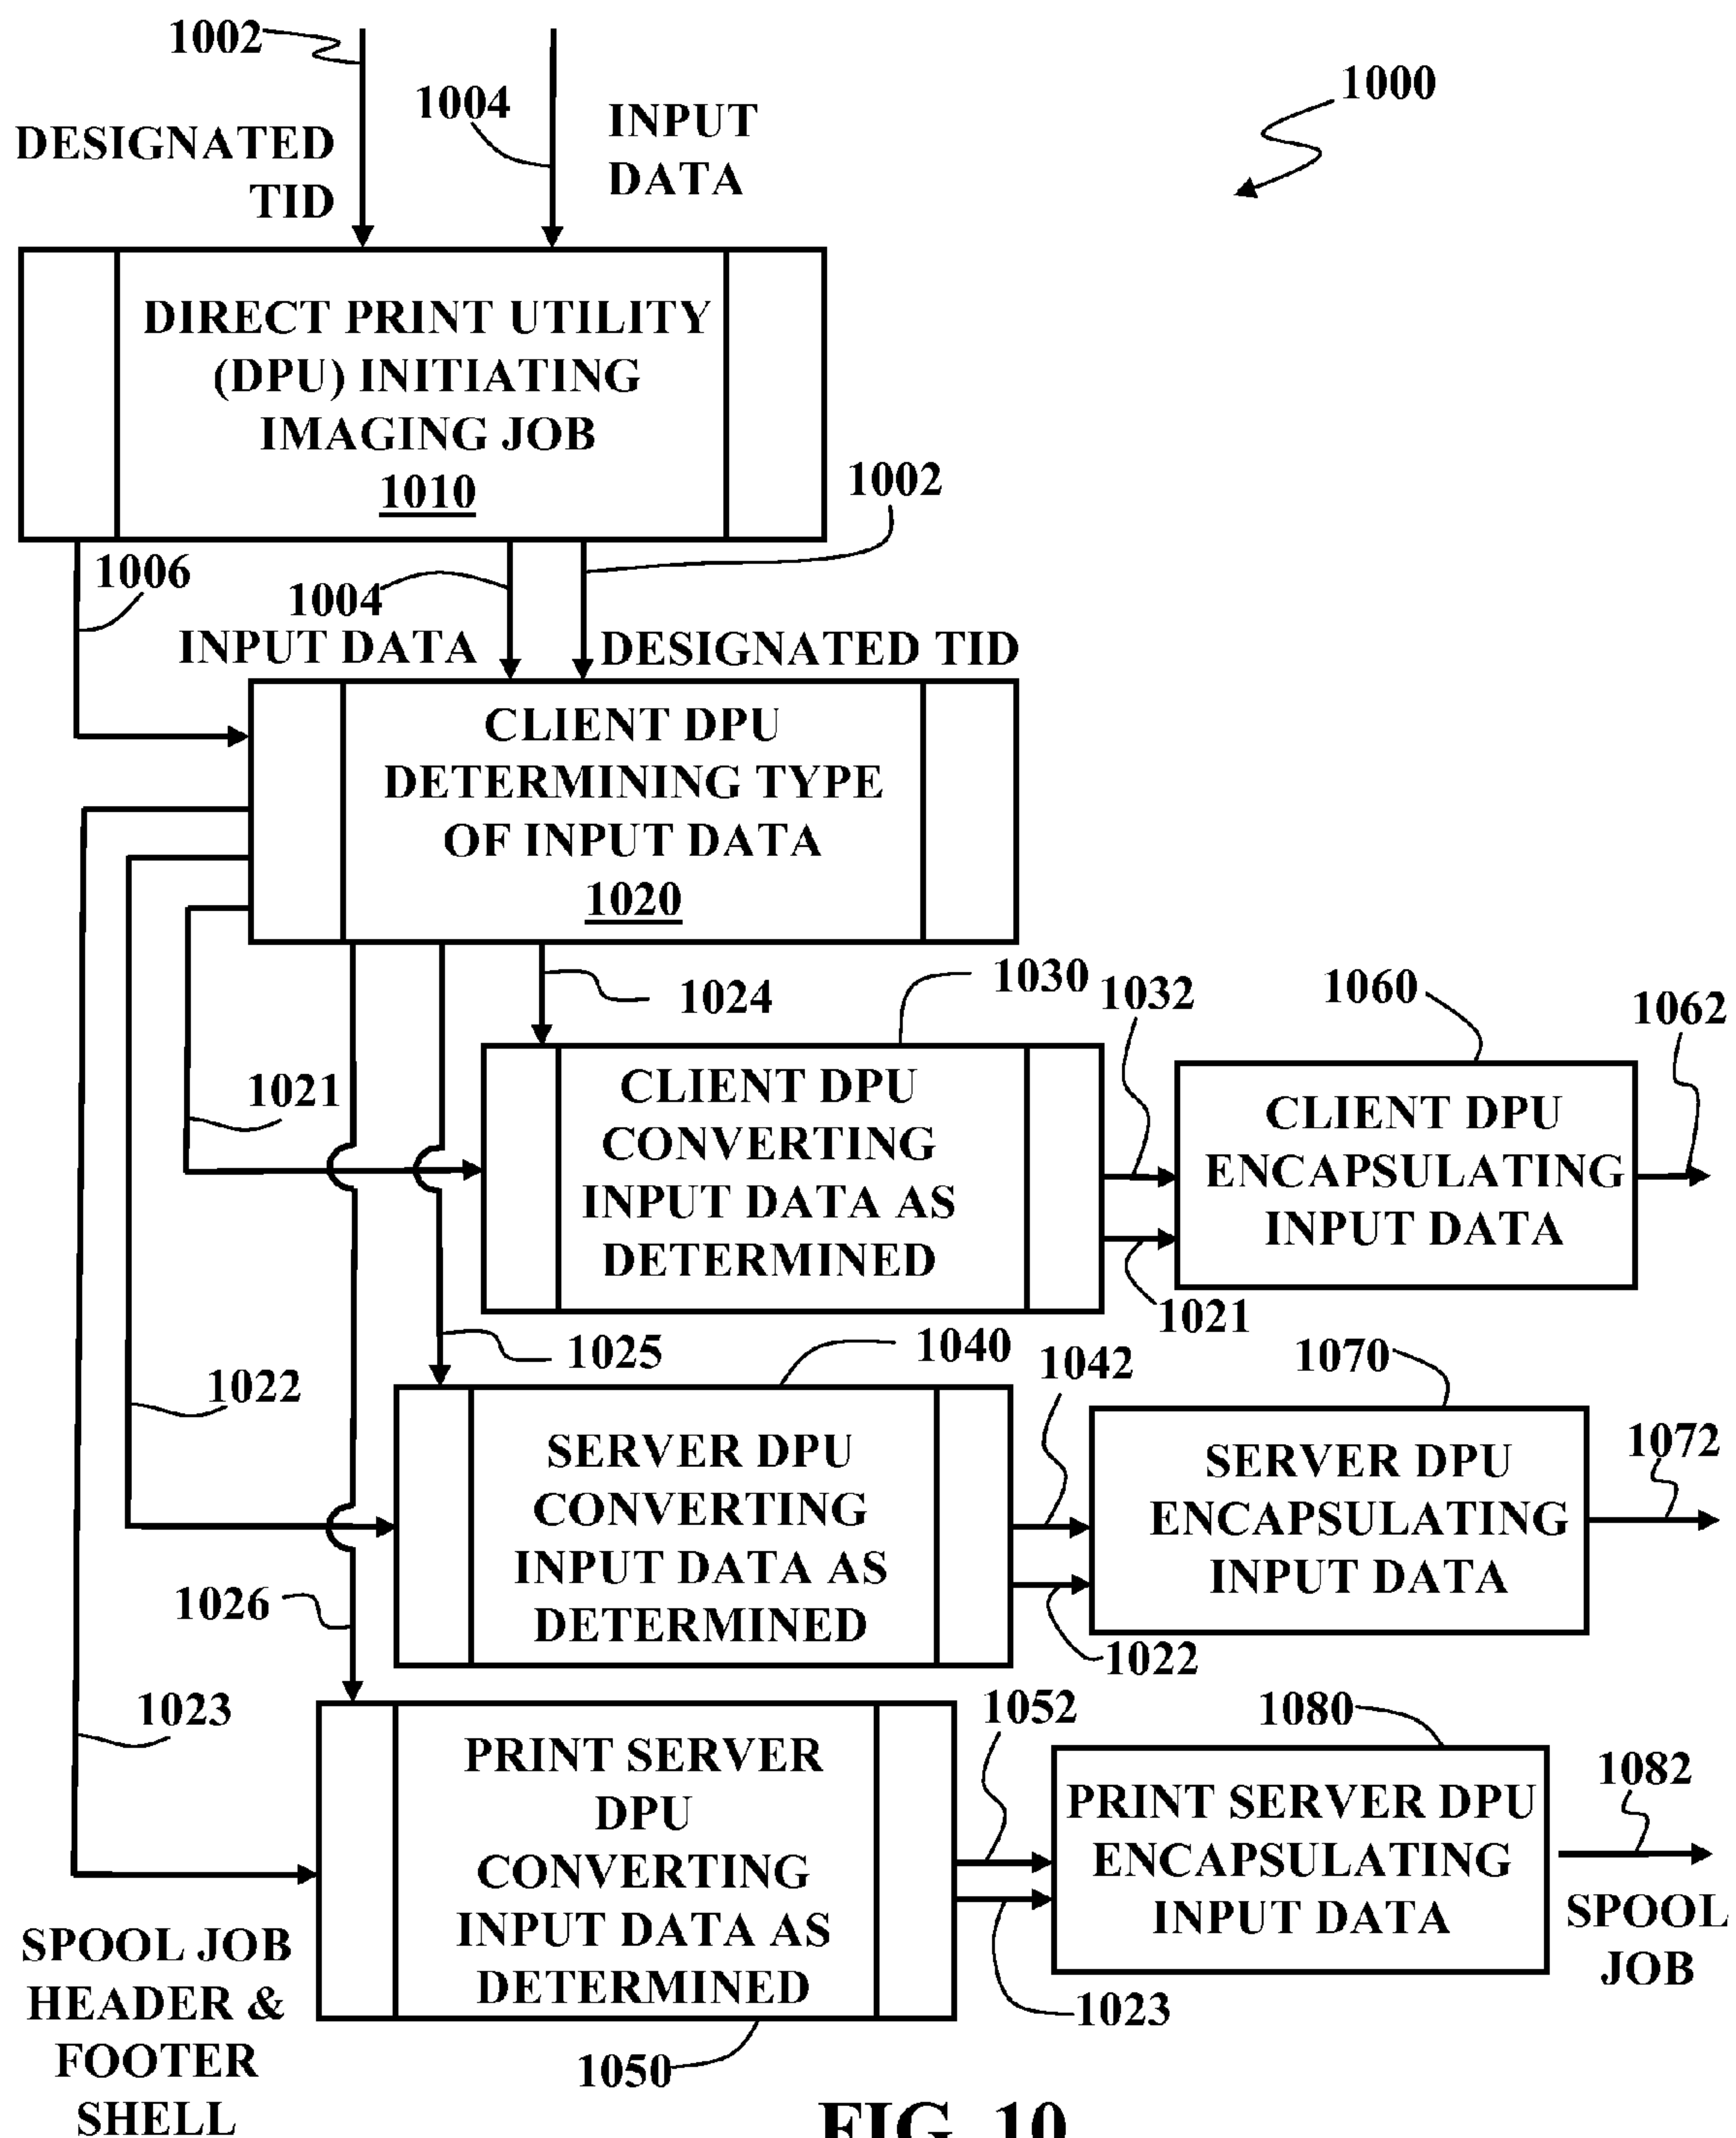 1002
1004
1000
DESIGNATED
TID
INPUT
DATA
DIRECT PRINT UTILITY
(DPU) INITIATING
IMAGING JOB
1010
1002
1006
1004
INPUT DATA
DESIGNATED TID
CLIENT DPU
DETERMINING TYPE
OF INPUT DATA
1020
1024
1030
1032
1060
1062
1021
CLIENT DPU
CONVERTING
INPUT DATA AS
DETERMINED
CLIENT DPU
ENCAPSULATING
INPUT DATA
1021
1025
1040
1042
1070
1022
1072
SERVER DPU
CONVERTING
INPUT DATA AS
DETERMINED
SERVER DPU
ENCAPSULATING
INPUT DATA
1026
1022
1023
1052
1080
1082
PRINT SERVER
DPU
CONVERTING
INPUT DATA AS
DETERMINED
PRINT SERVER DPU
ENCAPSULATING
INPUT DATA
SPOOL
JOB
SPOOL JOB
HEADER &
FOOTER
SHELL
1023
1050
FIG. 10